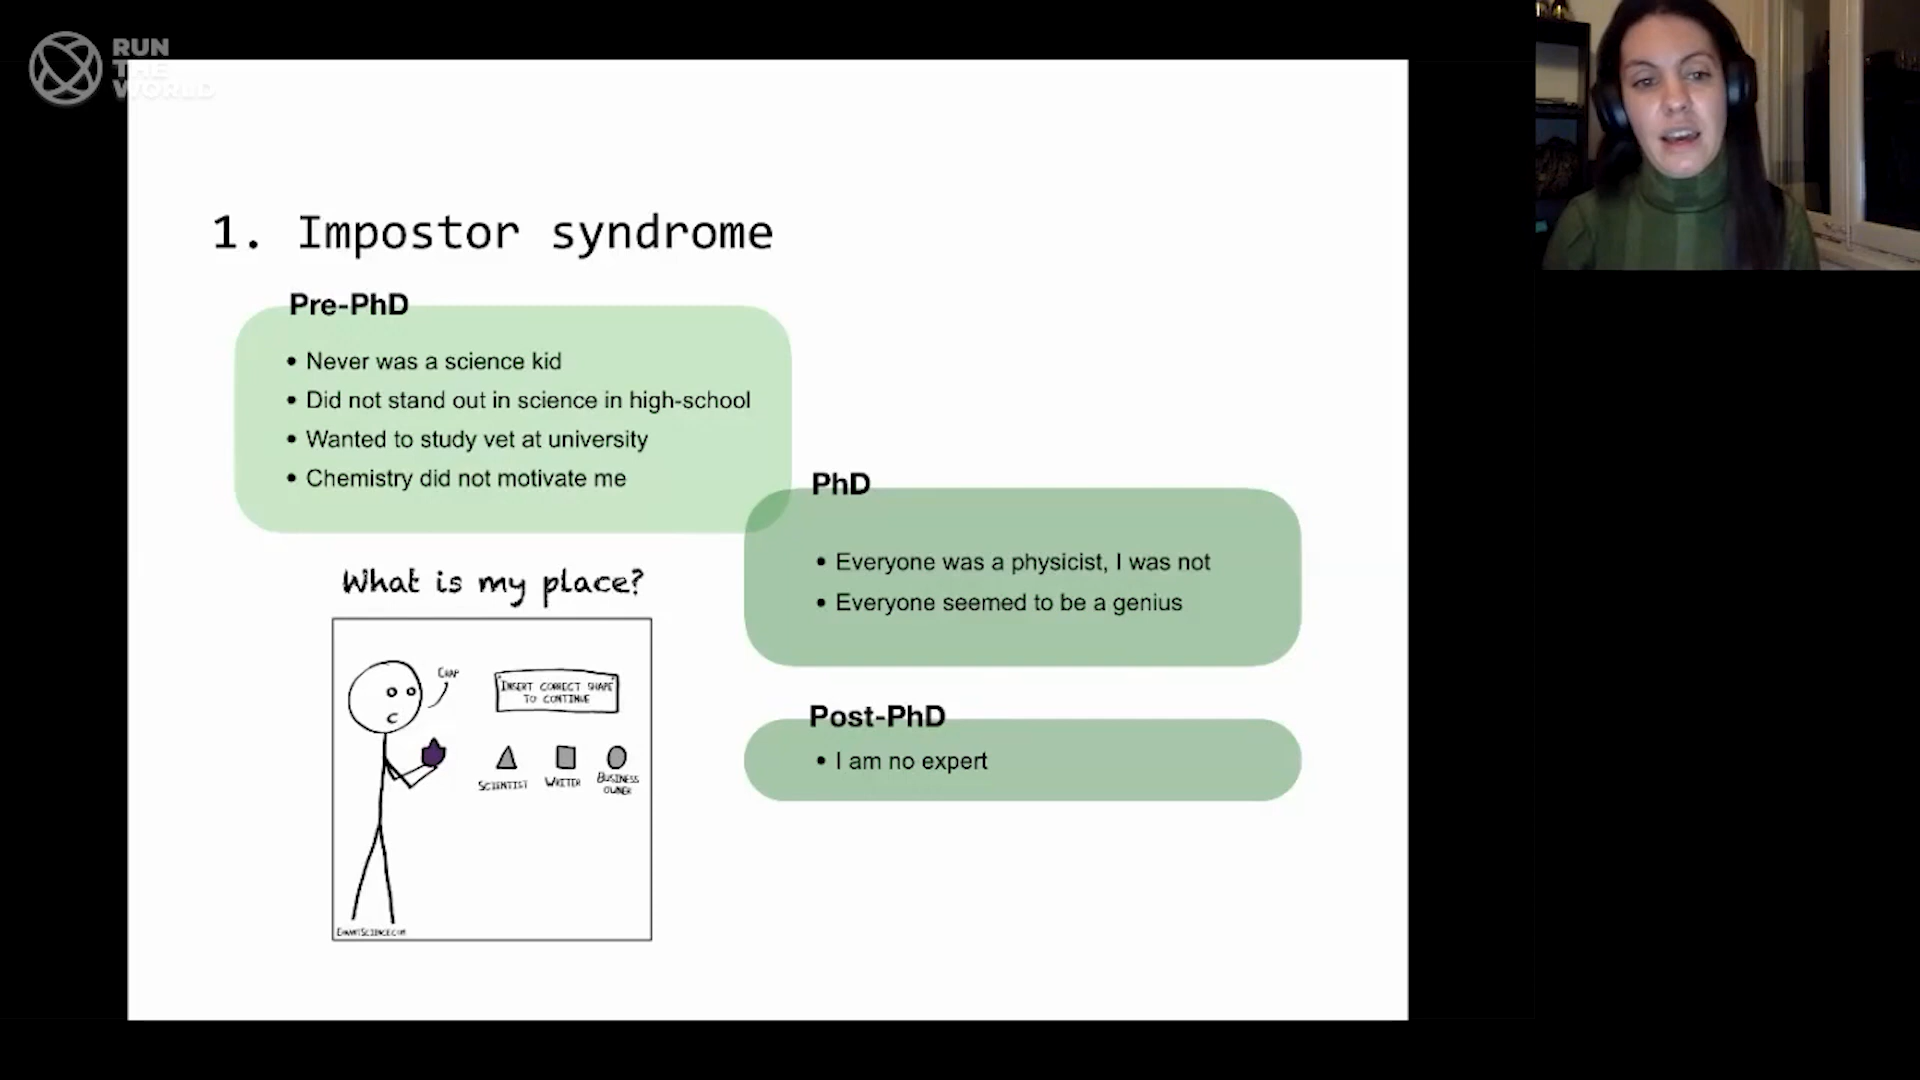 RUN
THE
WORLD
1. Impostor syndrome
Pre-PhD
• Never was a science kid
• Did not stand out in science in high-school
• Wanted to study vet at university
• Chemistry did not motivate me
PhD
• Everyone was a physicist, I was not
• Everyone seemed to be a genius
Post-PhD
• I am no expert
What is my place?
CRAP
INSERT CORRECT SHAPE
TO CONTINUE
SCIENTIST
WRITER
BUSINESS
OWNER